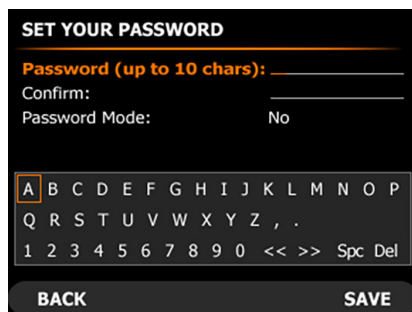 SET YOUR PASSWORD
Password (up to 10 chars):
Confirm:
Password Mode: No
A B C D E F G H I J K L M N O P
Q R S T U V W X Y Z , .
1 2 3 4 5 6 7 8 9 0 << >> Spc Del
BACK SAVE